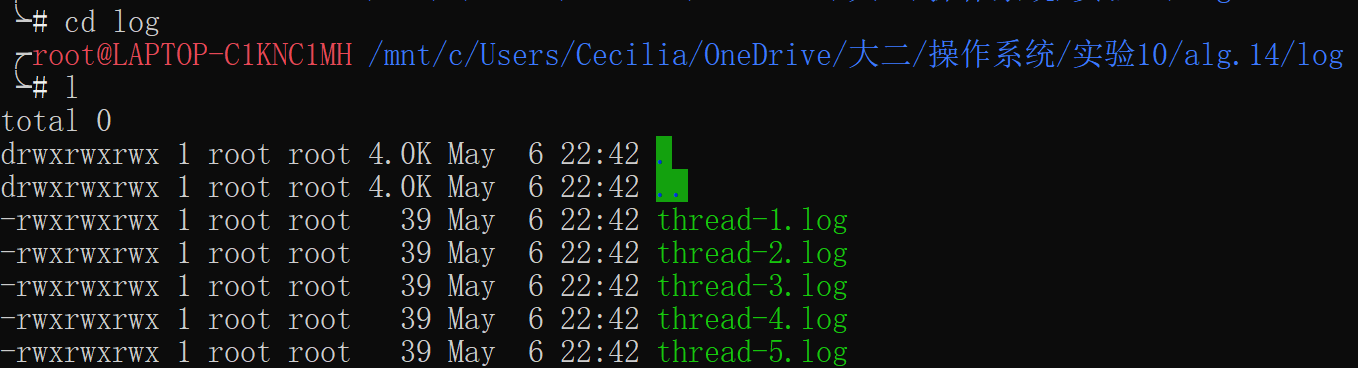 ╰# cd log
╭root@LAPTOP-C1KNC1MH /mnt/c/Users/Cecilia/OneDrive/大二/操作系统/实验10/alg.14/log
╰# l
total 0
drwxrwxrwx 1 root root 4.0K May  6 22:42 .
drwxrwxrwx 1 root root 4.0K May  6 22:42 ..
-rwxrwxrwx 1 root root   39 May  6 22:42 thread-1.log
-rwxrwxrwx 1 root root   39 May  6 22:42 thread-2.log
-rwxrwxrwx 1 root root   39 May  6 22:42 thread-3.log
-rwxrwxrwx 1 root root   39 May  6 22:42 thread-4.log
-rwxrwxrwx 1 root root   39 May  6 22:42 thread-5.log